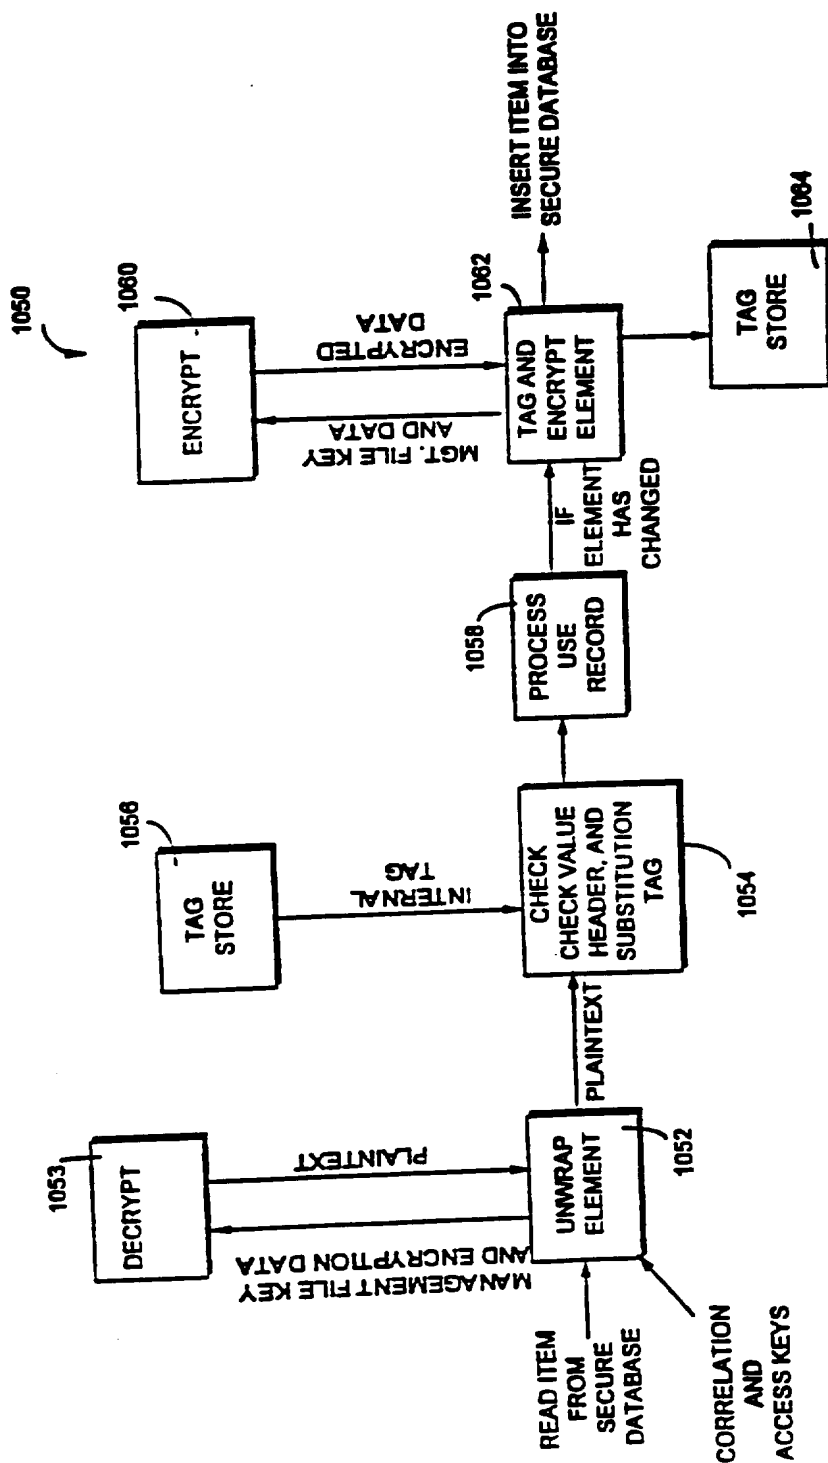 1050
1053
DECRYPT
MANAGEMENT FILE KEY
AND ENCRYPTION DATA
PLAINTEXT
READ ITEM
FROM
SECURE
DATABASE
CORRELATION
AND
ACCESS KEYS
UNWRAP
ELEMENT
1052
PLAINTEXT
1056
TAG
STORE
INTERNAL
TAG
CHECK
CHECK VALUE
HEADER, AND
SUBSTITUTION
TAG
1054
1058
PROCESS
USE
RECORD
IF
ELEMENT
HAS
CHANGED
1060
ENCRYPT
MGT. FILE KEY
AND DATA
ENCRYPTED
DATA
1062
TAG AND
ENCRYPT
ELEMENT
INSERT ITEM INTO
SECURE DATABASE
TAG
STORE
1064